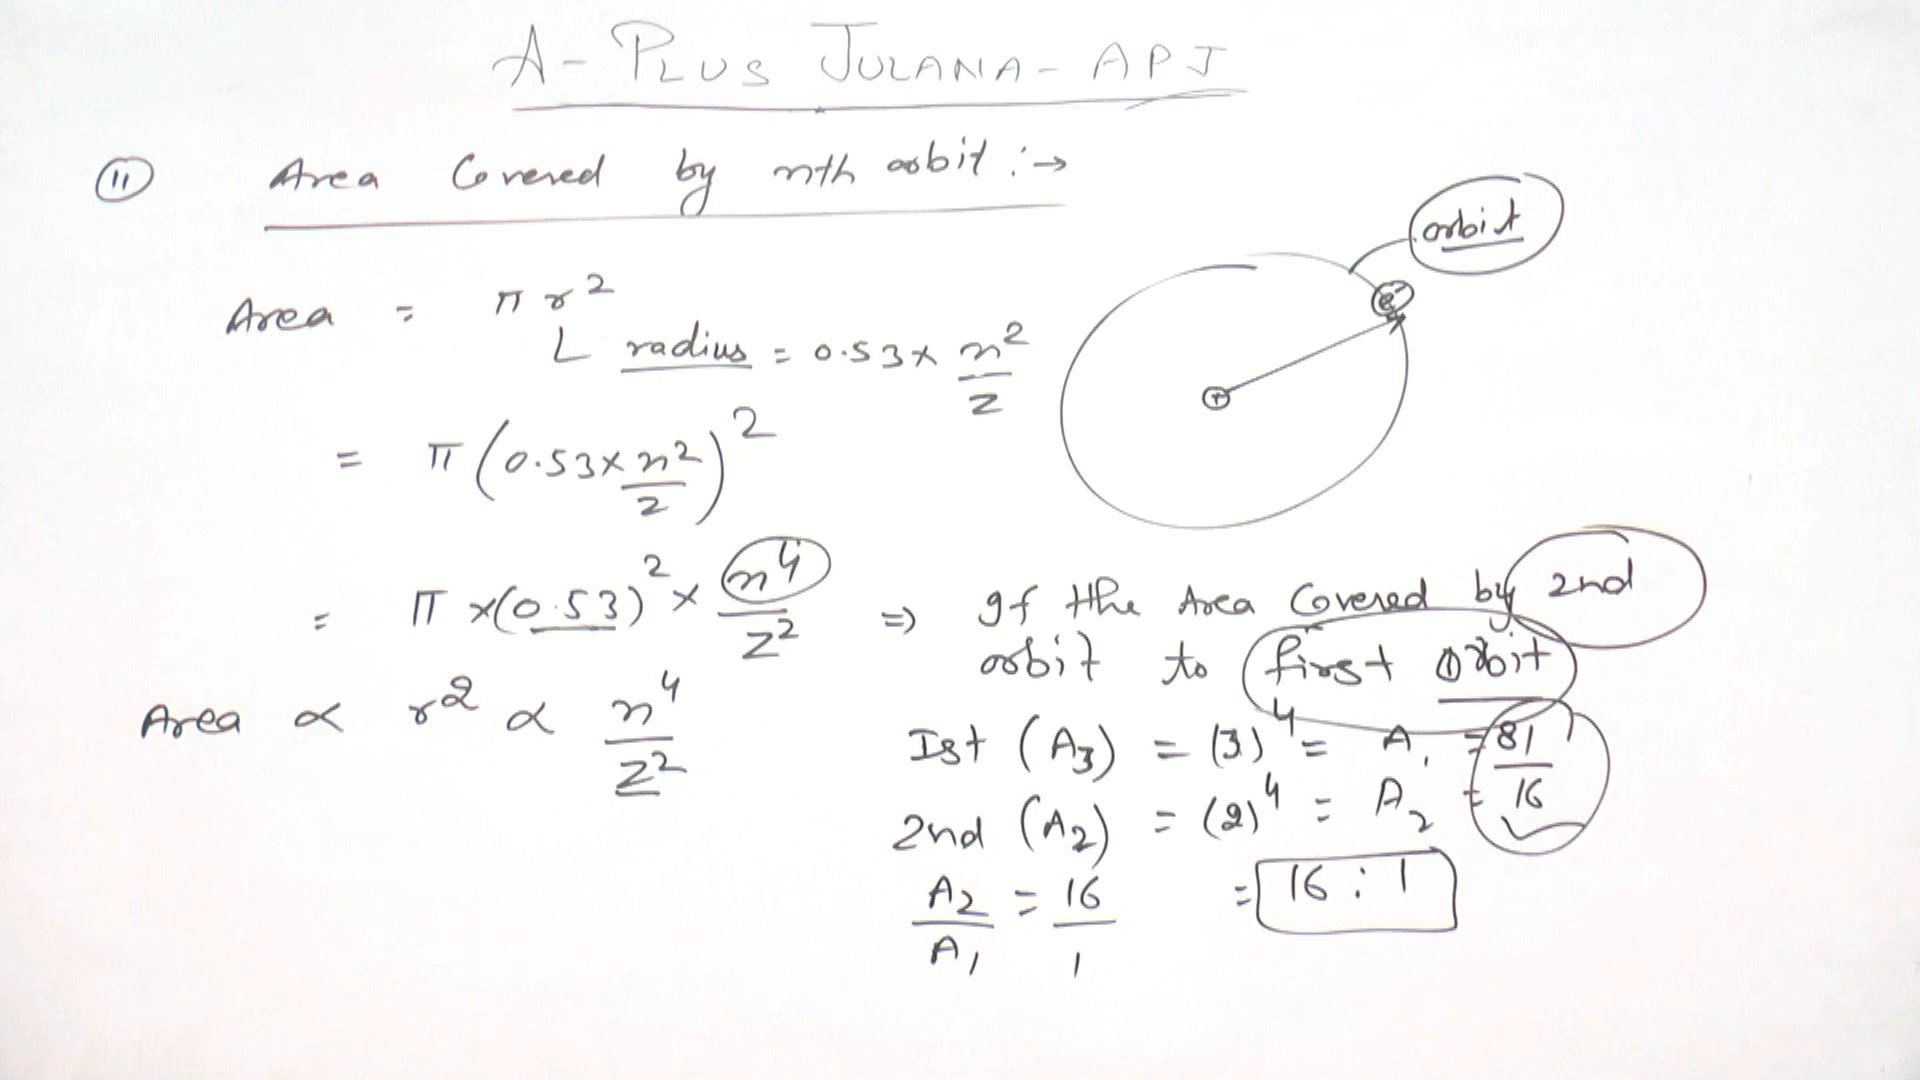 A - PLUS JULANA - APJ
(11) Area Covered by nth orbit :→
orbit
e⁻
Area = πr²
└ radius = 0.53 × n²/Z
+
= π(0.53 × n²/Z)²
= π × (0.53)² × n⁴/Z²
Area ∝ r² ∝ n⁴/Z²
⇒ If the Area Covered by 2nd
orbit to first orbit
Ist (A₃) = (3)⁴ = A₁ = 81/16
2nd (A₂) = (2)⁴ = A₂ =
A₂/A₁ = 16/1 = 16 : 1